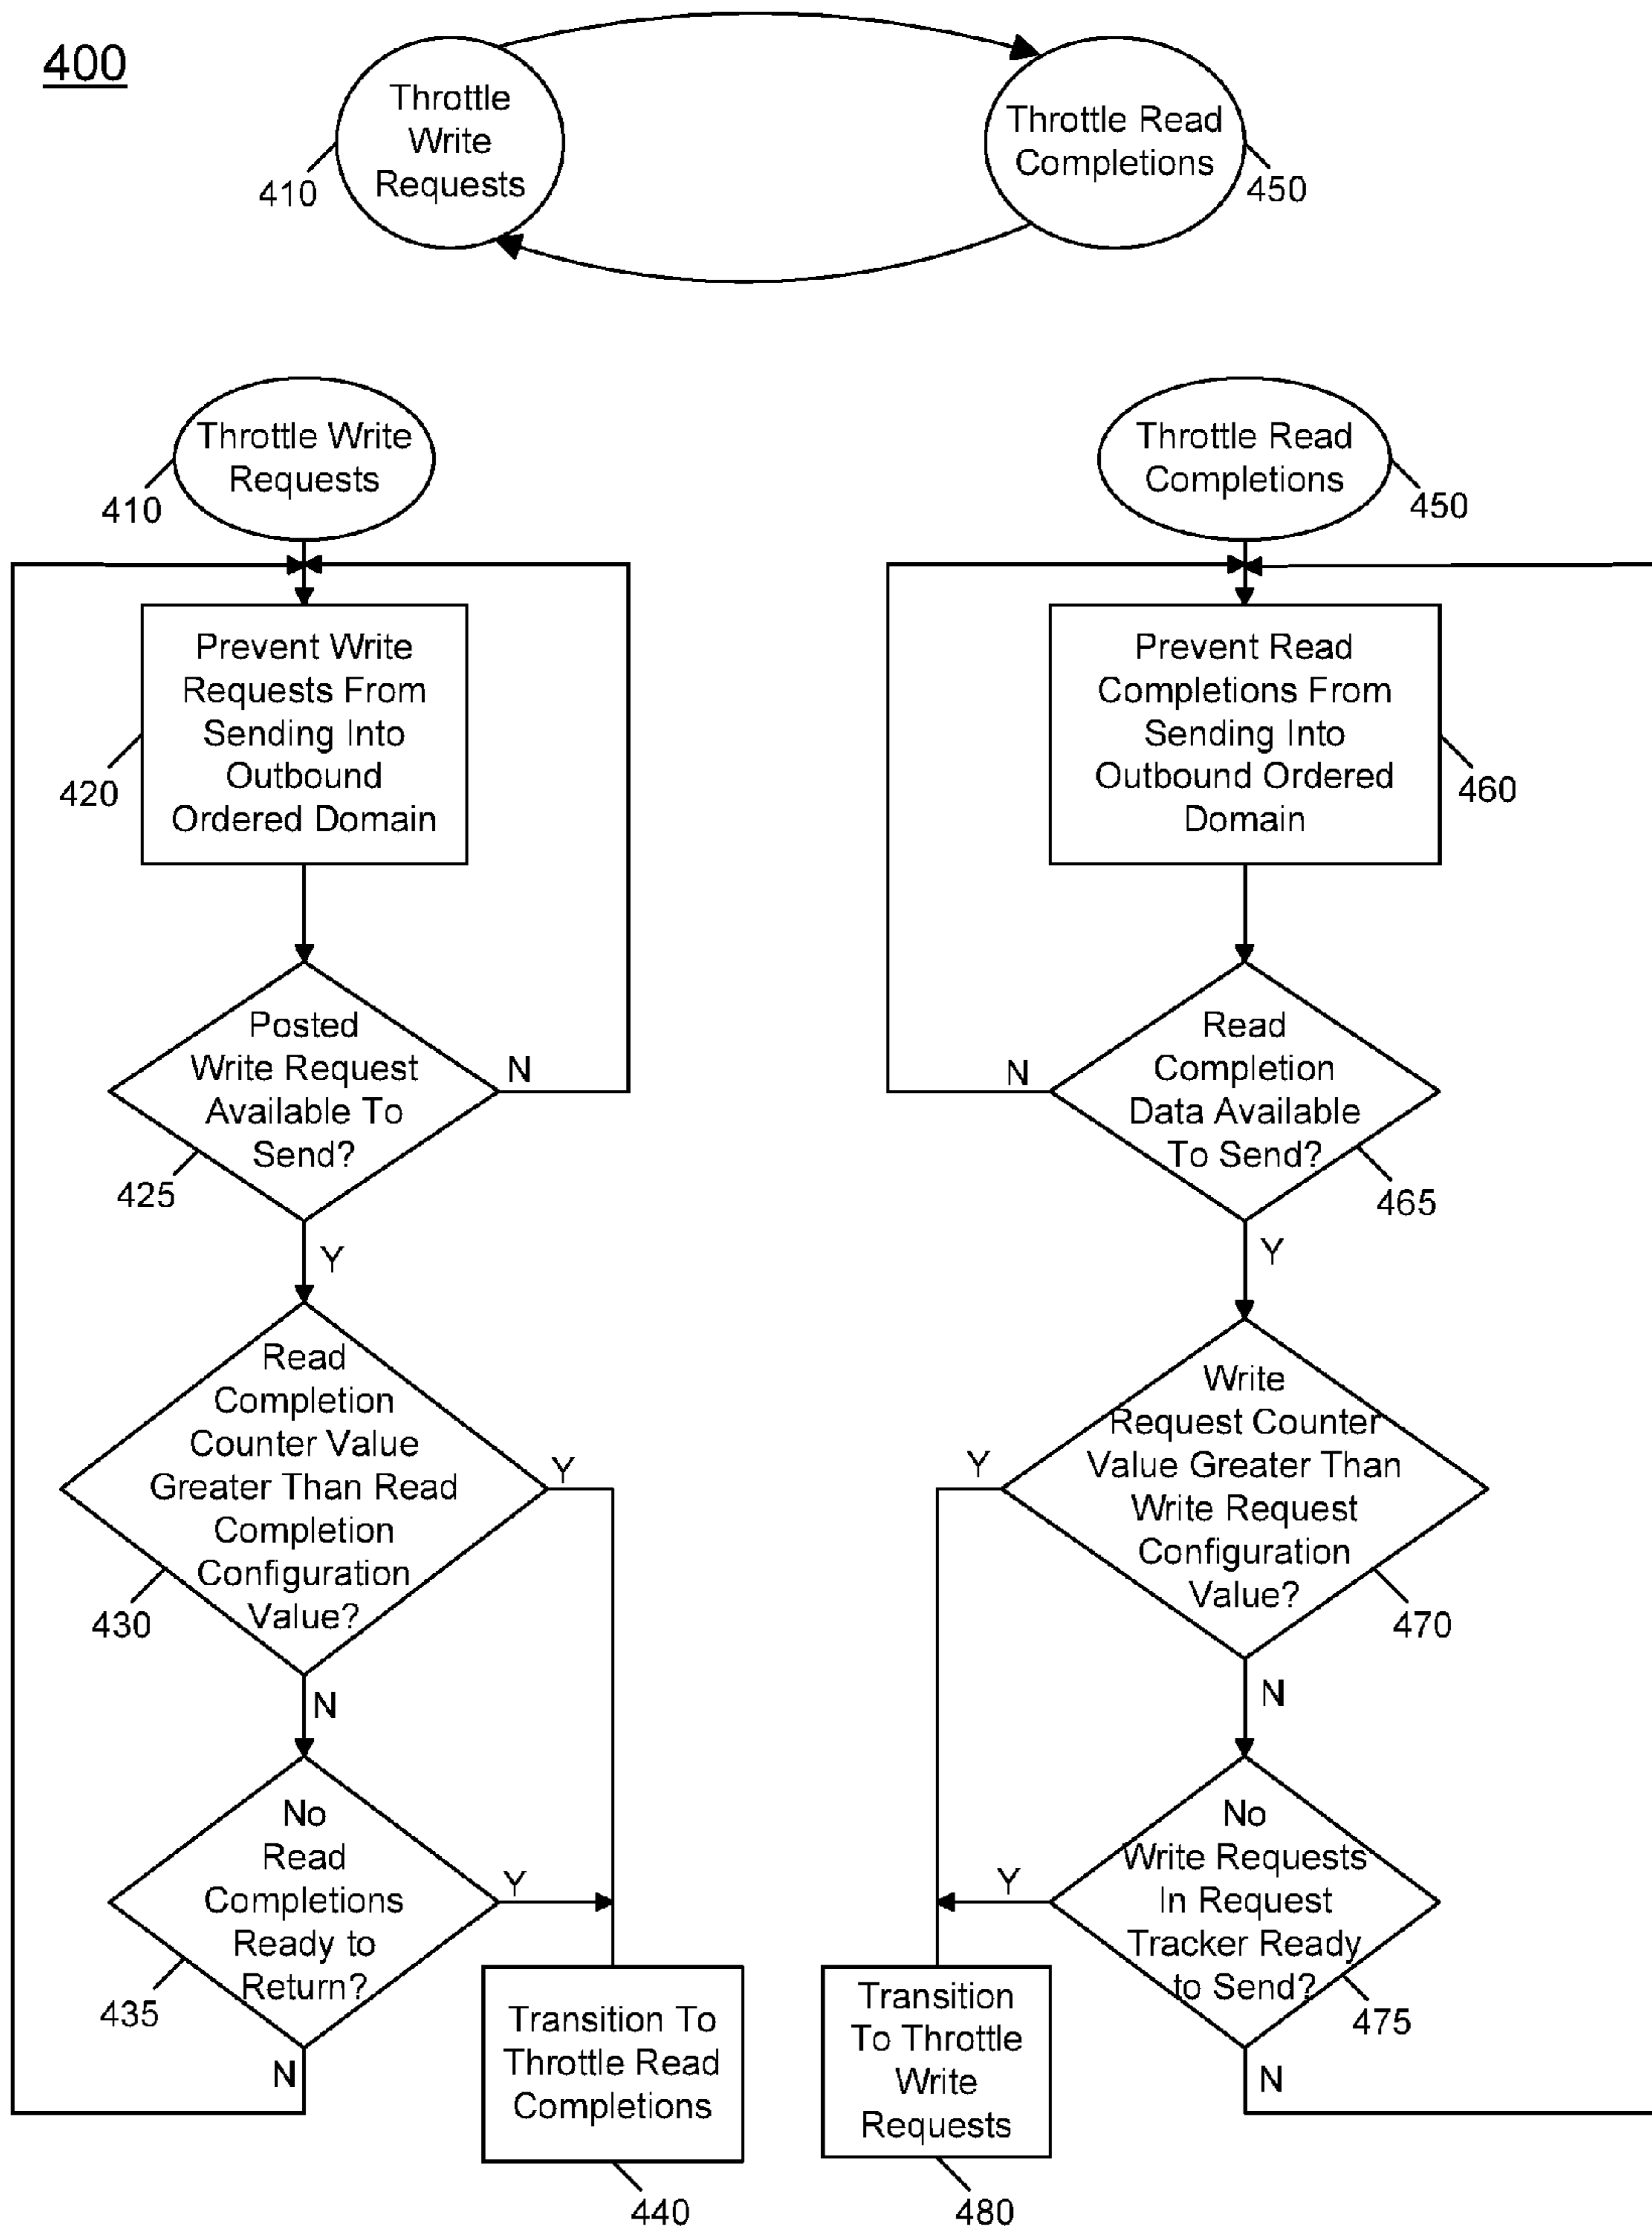 400
Throttle
Write
Requests
410
Throttle Read
Completions
450
Throttle Write
Requests
410
Prevent Write
Requests From
Sending Into
Outbound
Ordered Domain
420
Posted
Write Request
Available To
Send?
N
425
Y
Read
Completion
Counter Value
Greater Than Read
Completion
Configuration
Value?
Y
430
N
No
Read
Completions
Ready to
Return?
Y
435
N
Transition To
Throttle Read
Completions
440
Throttle Read
Completions
450
Prevent Read
Completions From
Sending Into
Outbound Ordered
Domain
460
Read
Completion
Data Available
To Send?
N
465
Y
Write
Request Counter
Value Greater Than
Write Request
Configuration
Value?
Y
470
N
No
Write Requests
In Request
Tracker Ready
to Send?
Y
475
N
Transition
To Throttle
Write
Requests
480